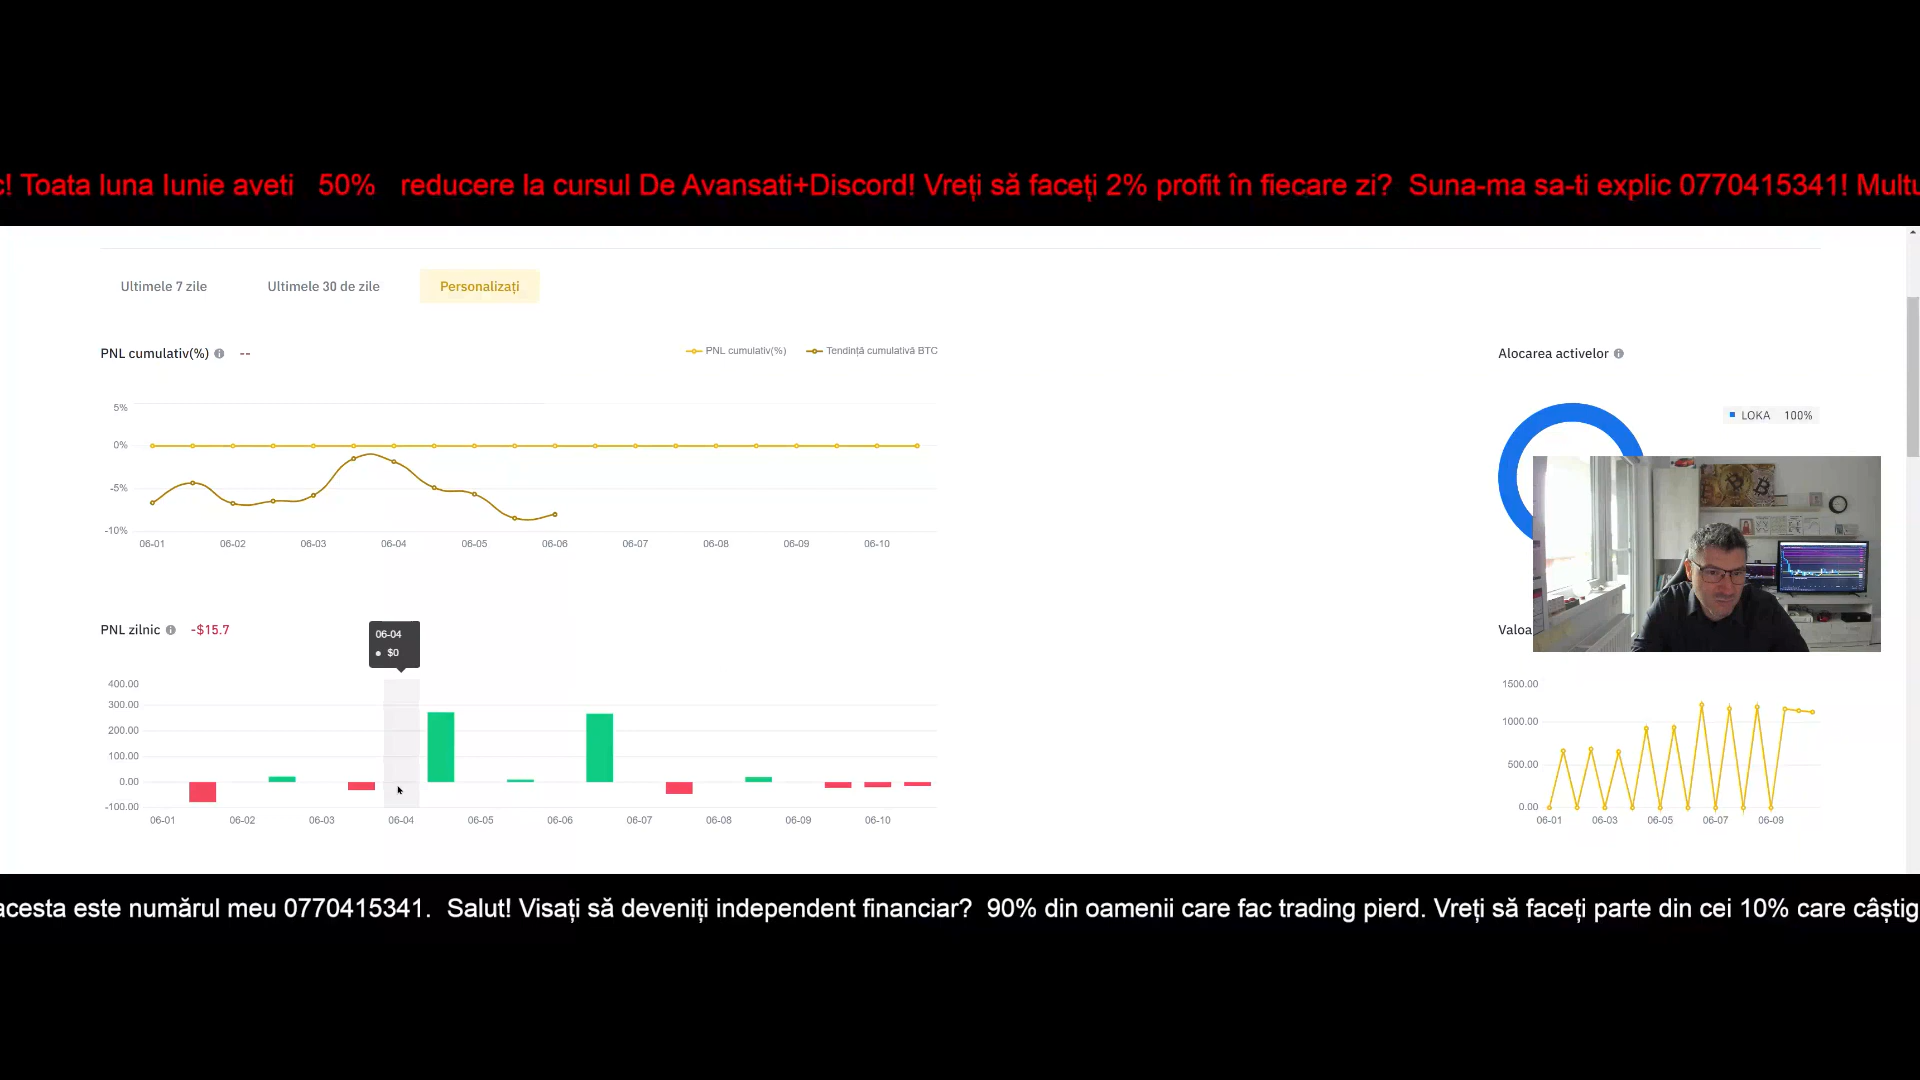 c! Toata luna Iunie aveti 50% reducere la cursul De Avansati+Discord! Vreți să faceți 2% profit în fiecare zi? Suna-ma sa-ti explic 0770415341! Multu
Ultimele 7 zile Ultimele 30 de zile Personalizați
PNL cumulativ(%) --
PNL cumulativ(%) Tendință cumulativă BTC
5%
0%
-5%
-10%
06-01 06-02 06-03 06-04 06-05 06-06 06-07 06-08 06-09 06-10
Alocarea activelor
LOKA 100%
PNL zilnic -$15.7
06-04
$0
400.00
300.00
200.00
100.00
0.00
-100.00
06-01 06-02 06-03 06-04 06-05 06-06 06-07 06-08 06-09 06-10
Valoa
1500.00
1000.00
500.00
0.00
06-01 06-03 06-05 06-07 06-09
acesta este numărul meu 0770415341. Salut! Visați să deveniți independent financiar? 90% din oamenii care fac trading pierd. Vreți să faceți parte din cei 10% care câștig